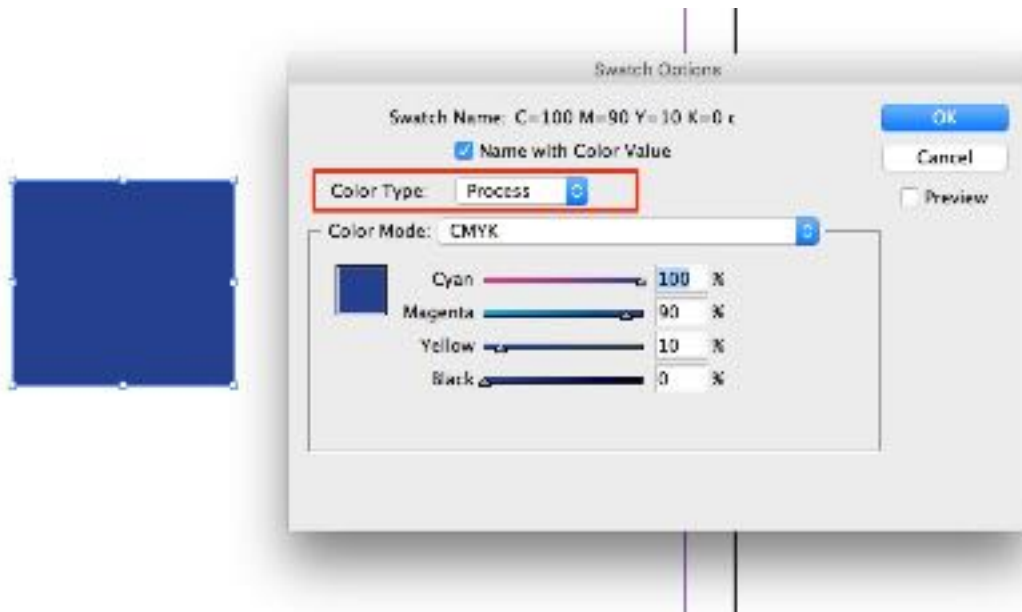 Swatch Options
Swatch Name: C=100 M=90 Y=10 K=0 c
OK
Name with Color Value
Cancel
Color Type: Process
Preview
Color Mode: CMYK
Cyan 100 %
Magenta 90 %
Yellow 10 %
Black 0 %